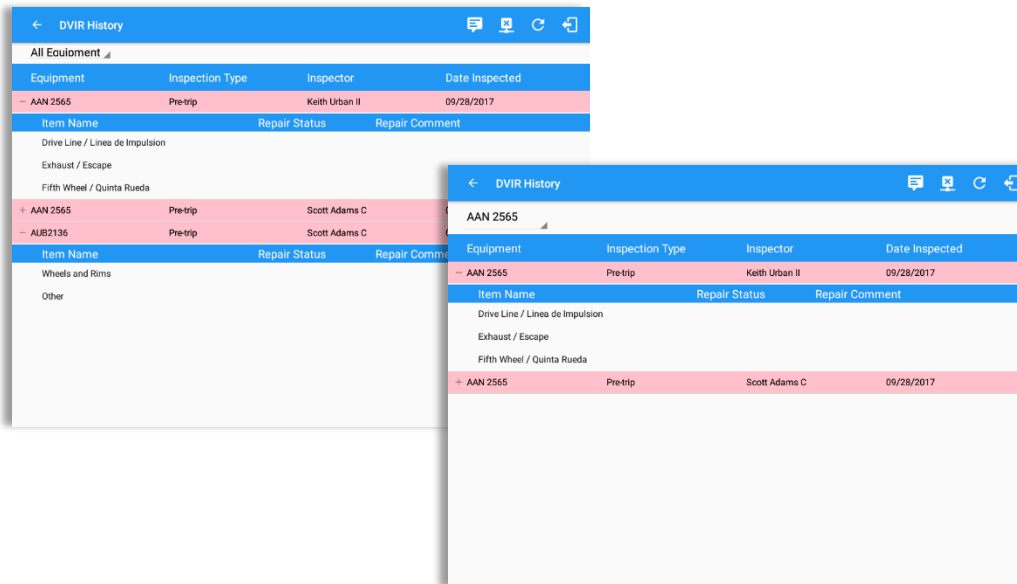 DVIR History
All Equipment
Equipment Inspection Type Inspector Date Inspected
− AAN 2565 Pre-trip Keith Urban II 09/28/2017
Item Name Repair Status Repair Comment
Drive Line / Linea de Impulsion
Exhaust / Escape
Fifth Wheel / Quinta Rueda
+ AAN 2565 Pre-trip Scott Adams C
− AUB2136 Pre-trip Scott Adams C
Item Name Repair Status Repair Comme
Wheels and Rims
Other
DVIR History
AAN 2565
Equipment Inspection Type Inspector Date Inspected
− AAN 2565 Pre-trip Keith Urban II 09/28/2017
Item Name Repair Status Repair Comment
Drive Line / Linea de Impulsion
Exhaust / Escape
Fifth Wheel / Quinta Rueda
+ AAN 2565 Pre-trip Scott Adams C 09/28/2017